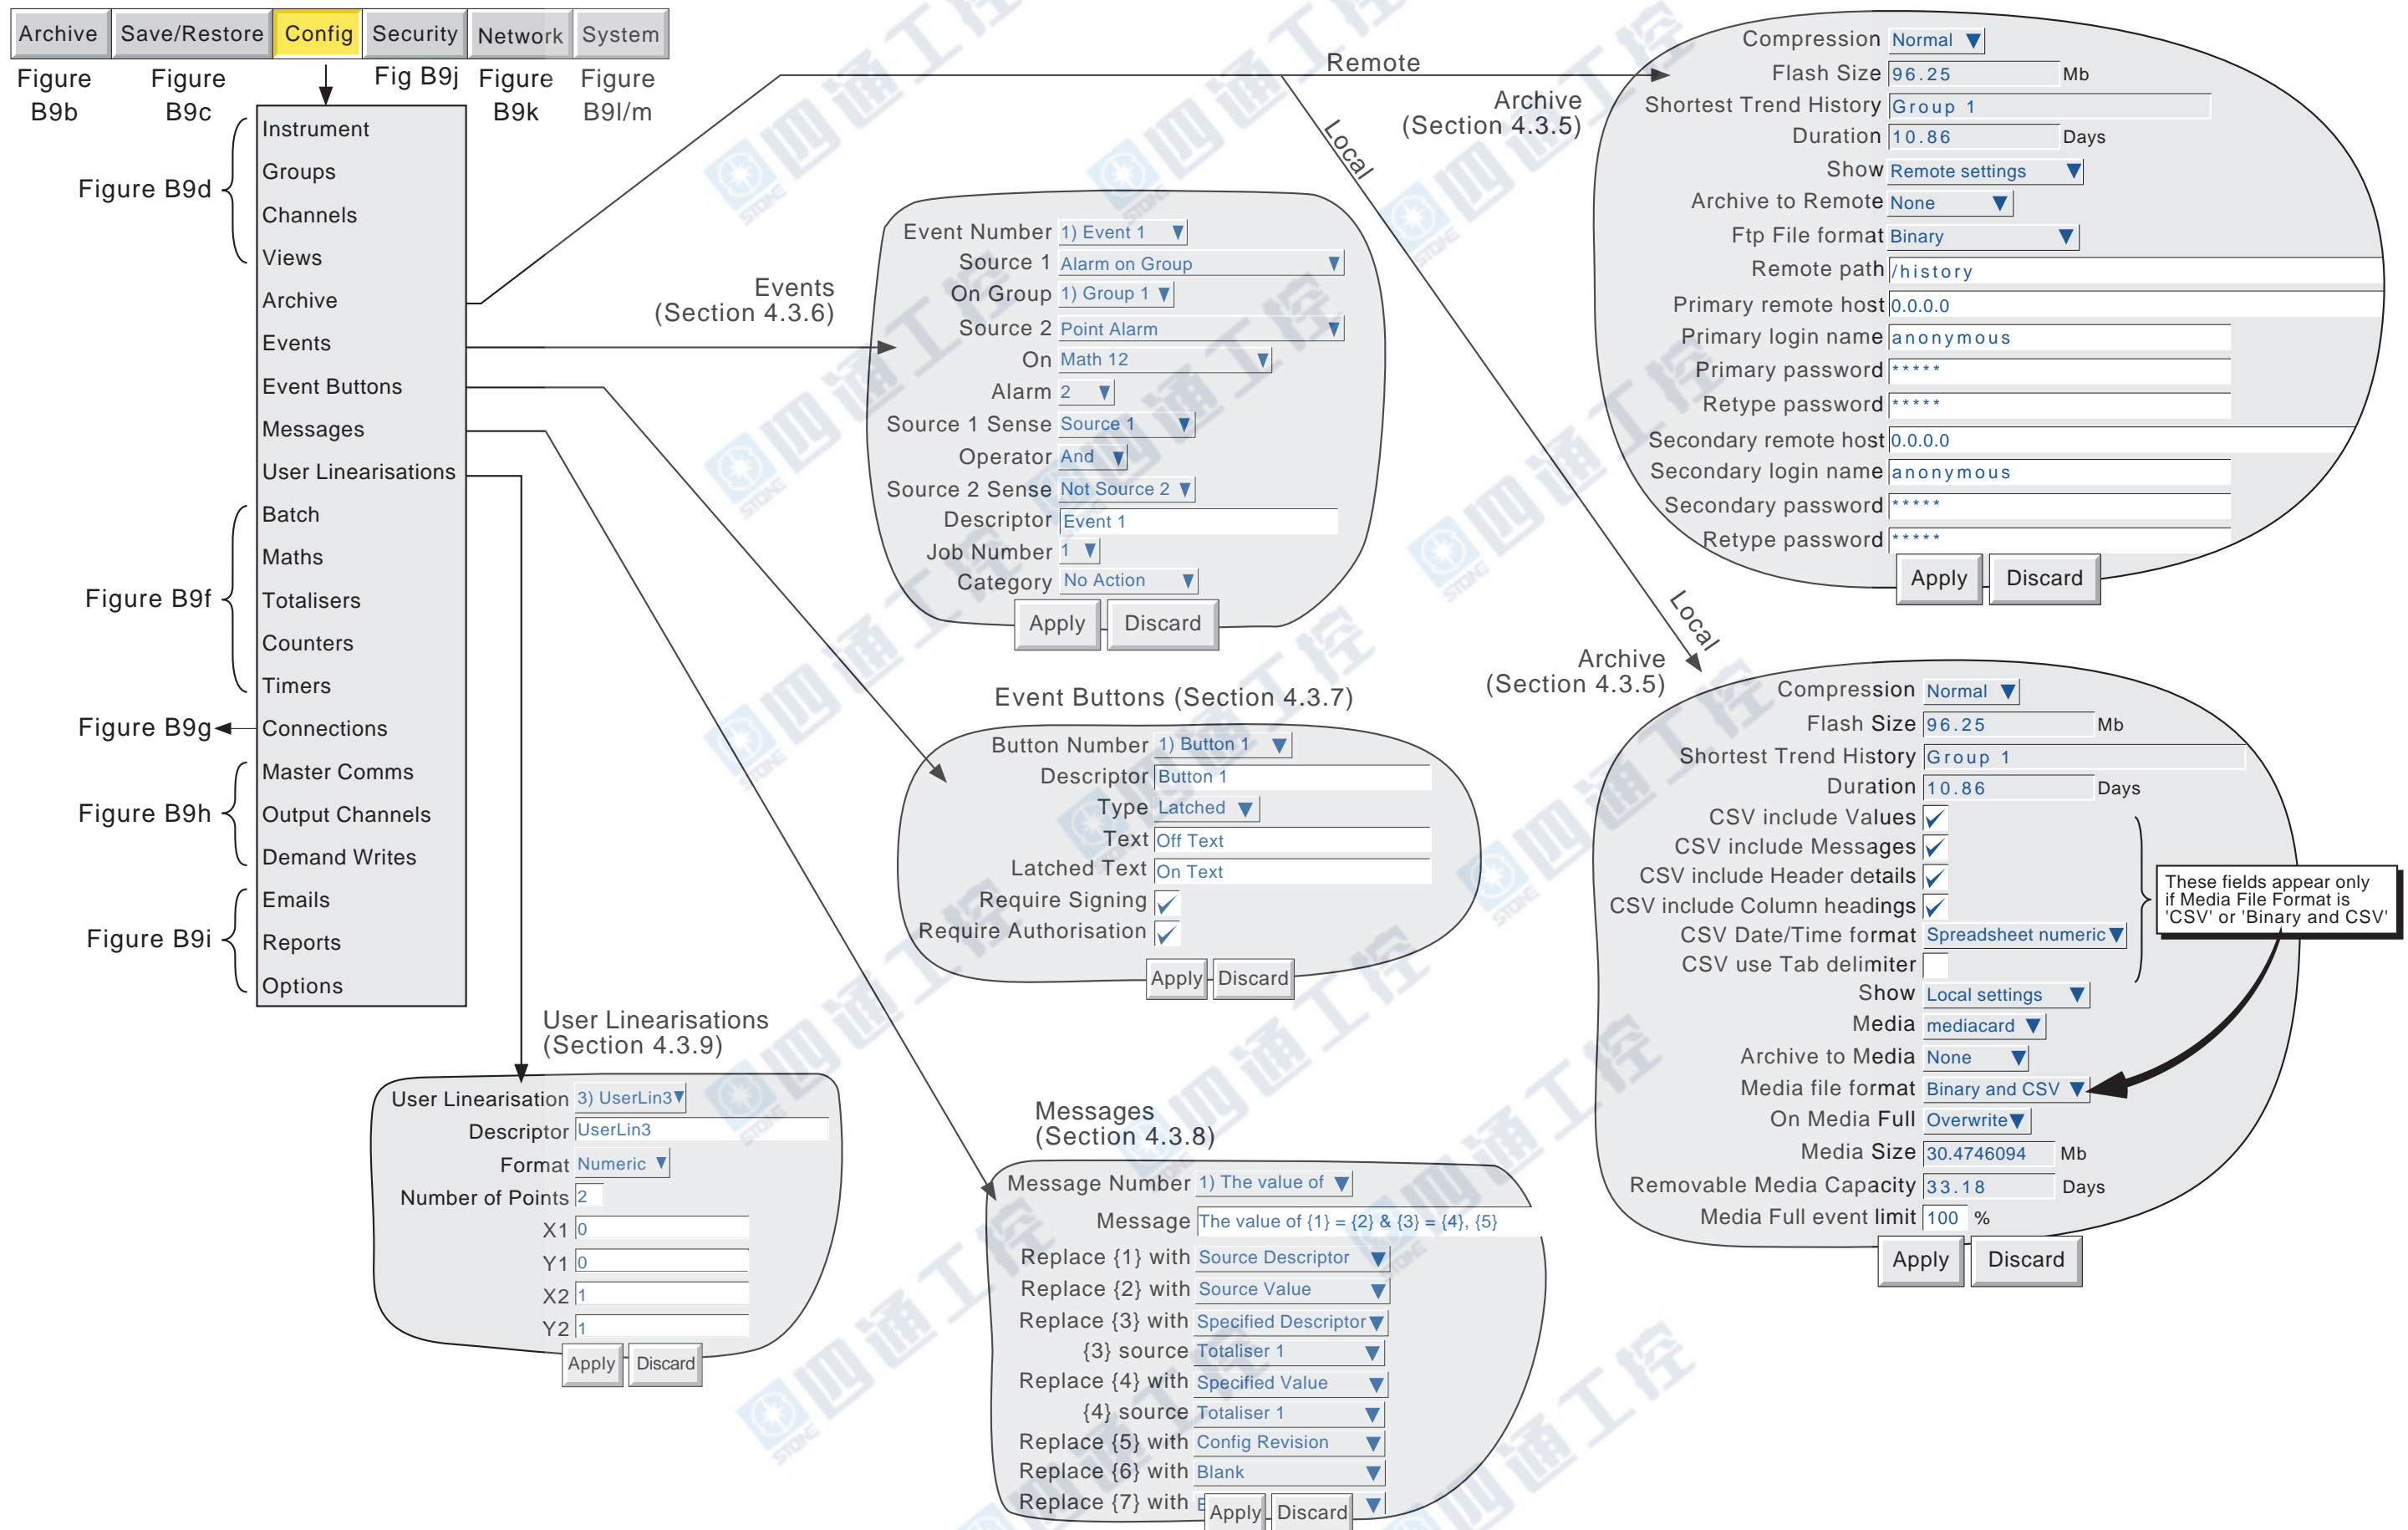 Archive Save/Restore Config Security Network System
Figure B9b
Figure B9c
Fig B9j
Figure B9k
Figure B9l/m
Instrument
Groups
Channels
Views
Archive
Events
Event Buttons
Messages
User Linearisations
Batch
Maths
Totalisers
Counters
Timers
Connections
Master Comms
Output Channels
Demand Writes
Emails
Reports
Options
Figure B9d
Figure B9f
Figure B9g
Figure B9h
Figure B9i
Remote
Local
Local
Archive
(Section 4.3.5)
Compression Normal
Flash Size 96.25 Mb
Shortest Trend History Group 1
Duration 10.86 Days
Show Remote settings
Archive to Remote None
Ftp File format Binary
Remote path /history
Primary remote host 0.0.0.0
Primary login name anonymous
Primary password *****
Retype password *****
Secondary remote host 0.0.0.0
Secondary login name anonymous
Secondary password *****
Retype password *****
Apply Discard
Events
(Section 4.3.6)
Event Number 1) Event 1
Source 1 Alarm on Group
On Group 1) Group 1
Source 2 Point Alarm
On Math 12
Alarm 2
Source 1 Sense Source 1
Operator And
Source 2 Sense Not Source 2
Descriptor Event 1
Job Number 1
Category No Action
Apply Discard
Event Buttons (Section 4.3.7)
Button Number 1) Button 1
Descriptor Button 1
Type Latched
Text Off Text
Latched Text On Text
Require Signing
Require Authorisation
Apply Discard
Archive
(Section 4.3.5)
Compression Normal
Flash Size 96.25 Mb
Shortest Trend History Group 1
Duration 10.86 Days
CSV include Values
CSV include Messages
CSV include Header details
CSV include Column headings
CSV Date/Time format Spreadsheet numeric
CSV use Tab delimiter
Show Local settings
Media mediacard
Archive to Media None
Media file format Binary and CSV
On Media Full Overwrite
Media Size 30.4746094 Mb
Removable Media Capacity 33.18 Days
Media Full event limit 100 %
Apply Discard
These fields appear only
if Media File Format is
'CSV' or 'Binary and CSV'
User Linearisations
(Section 4.3.9)
User Linearisation 3) UserLin3
Descriptor UserLin3
Format Numeric
Number of Points 2
X1 0
Y1 0
X2 1
Y2 1
Apply Discard
Messages
(Section 4.3.8)
Message Number 1) The value of
Message The value of {1} = {2} & {3} = {4}, {5}
Replace {1} with Source Descriptor
Replace {2} with Source Value
Replace {3} with Specified Descriptor
{3} source Totaliser 1
Replace {4} with Specified Value
{4} source Totaliser 1
Replace {5} with Config Revision
Replace {6} with Blank
Replace {7} with
Apply Discard
四通工控
STONE